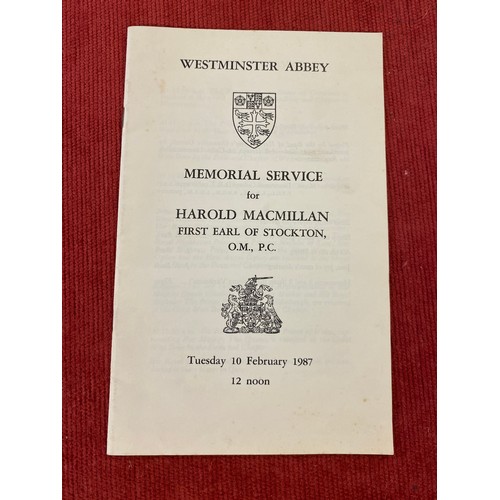 WESTMINSTER ABBEY
MEMORIAL SERVICE
for
HAROLD MACMILLAN
FIRST EARL OF STOCKTON,
O.M., P.C.
Tuesday 10 February 1987
12 noon